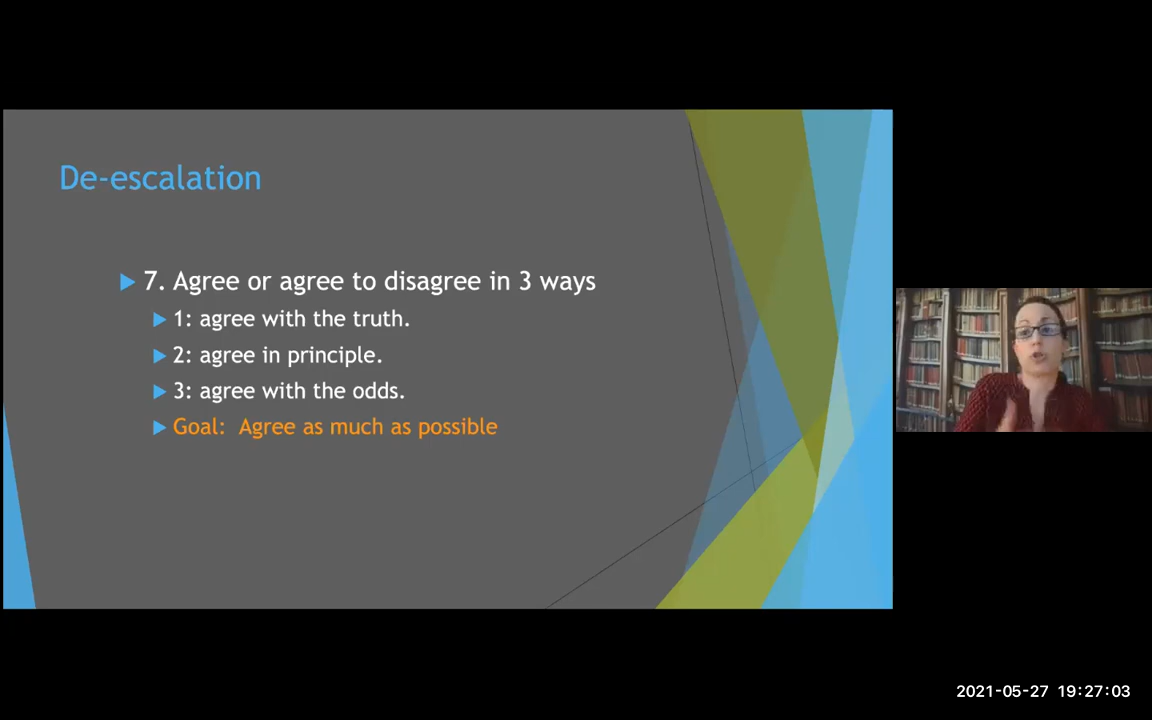 De-escalation
7. Agree or agree to disagree in 3 ways
1: agree with the truth.
2: agree in principle.
3: agree with the odds.
Goal: Agree as much as possible
2021-05-27 19:27:03